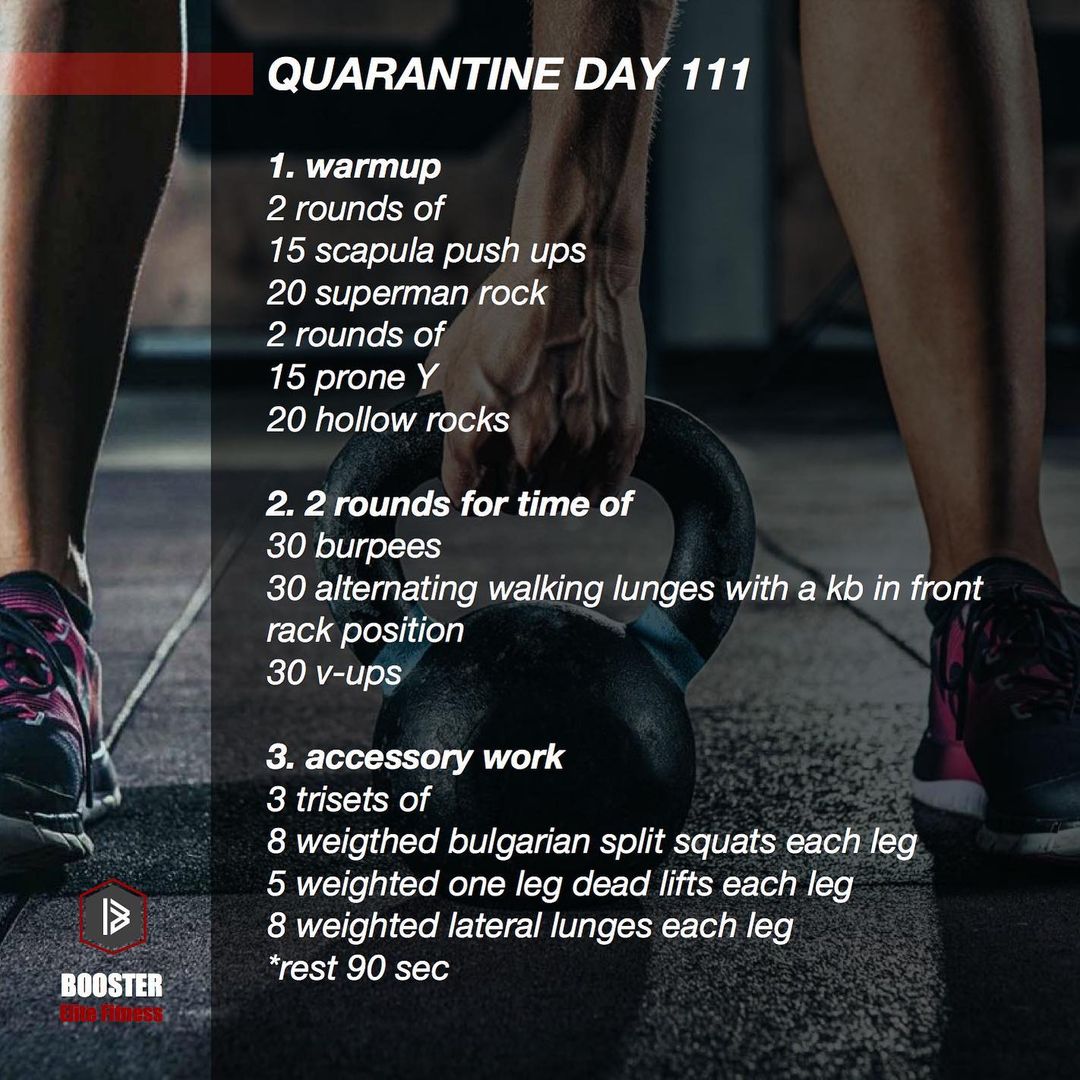 QUARANTINE DAY 111
1. warmup
2 rounds of
15 scapula push ups
20 superman rock
2 rounds of
15 prone Y
20 hollow rocks
2. 2 rounds for time of
30 burpees
30 alternating walking lunges with a kb in front
rack position
30 v-ups
3. accessory work
3 trisets of
8 weigthed bulgarian split squats each leg
5 weighted one leg dead lifts each leg
8 weighted lateral lunges each leg
*rest 90 sec
B
BOOSTER
Elite Fitness